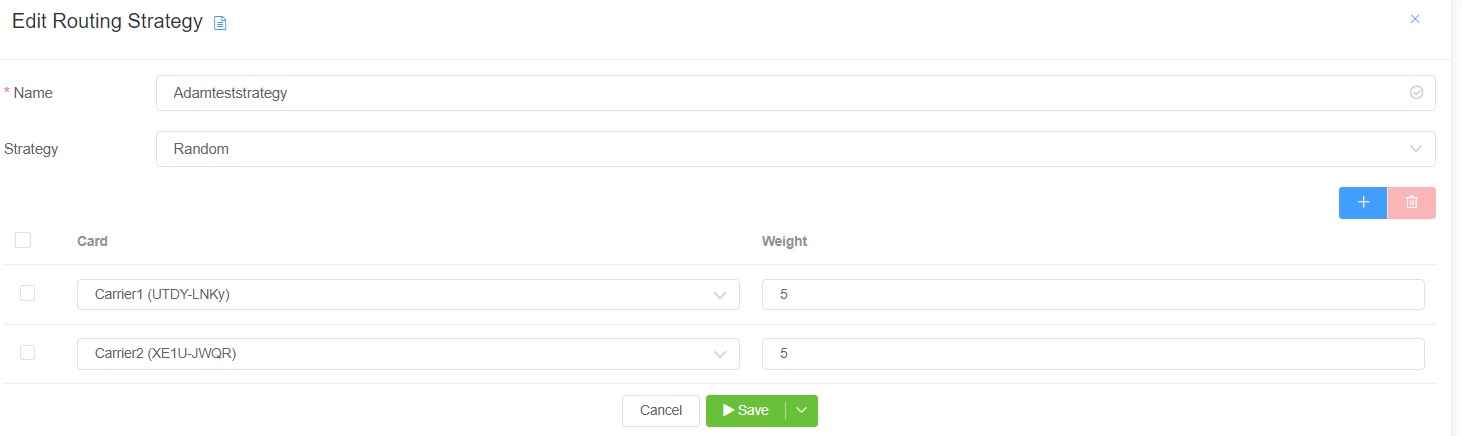 Edit Routing Strategy
* Name
Adamteststrategy
Strategy
Random
Card Weight
Carrier1 (UTDY-LNKy) 5
Carrier2 (XE1U-JWQR) 5
Cancel Save